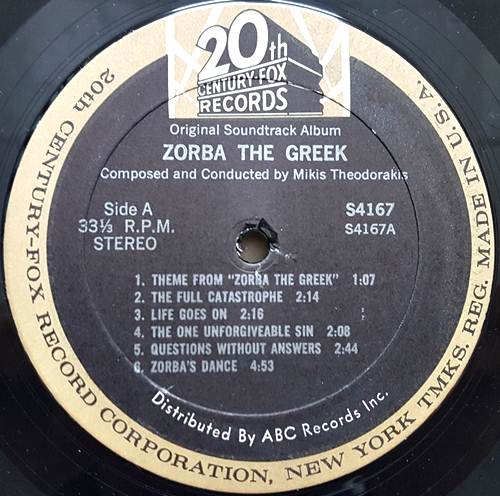 20th
CENTURY-FOX
RECORDS
Original Soundtrack Album
ZORBA THE GREEK
Composed and Conducted by Mikis Theodorakis
Side A
33⅓ R.P.M.
STEREO
S4167
S4167A
1. THEME FROM "ZORBA THE GREEK" 1:07
2. THE FULL CATASTROPHE 2:14
3. LIFE GOES ON 2:16
4. THE ONE UNFORGIVEABLE SIN 2:08
5. QUESTIONS WITHOUT ANSWERS 2:44
6. ZORBA'S DANCE 4:53
Distributed By ABC Records Inc.
20th CENTURY-FOX RECORD CORPORATION, NEW YORK TMKS. REG. MADE IN U.S.A.